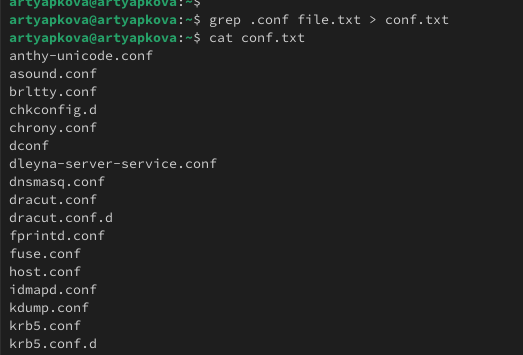 artyapkova@artyapkova:~$
artyapkova@artyapkova:~$ grep .conf file.txt > conf.txt
artyapkova@artyapkova:~$ cat conf.txt
anthy-unicode.conf
asound.conf
brltty.conf
chkconfig.d
chrony.conf
dconf
dleyna-server-service.conf
dnsmasq.conf
dracut.conf
dracut.conf.d
fprintd.conf
fuse.conf
host.conf
idmapd.conf
kdump.conf
krb5.conf
krb5.conf.d